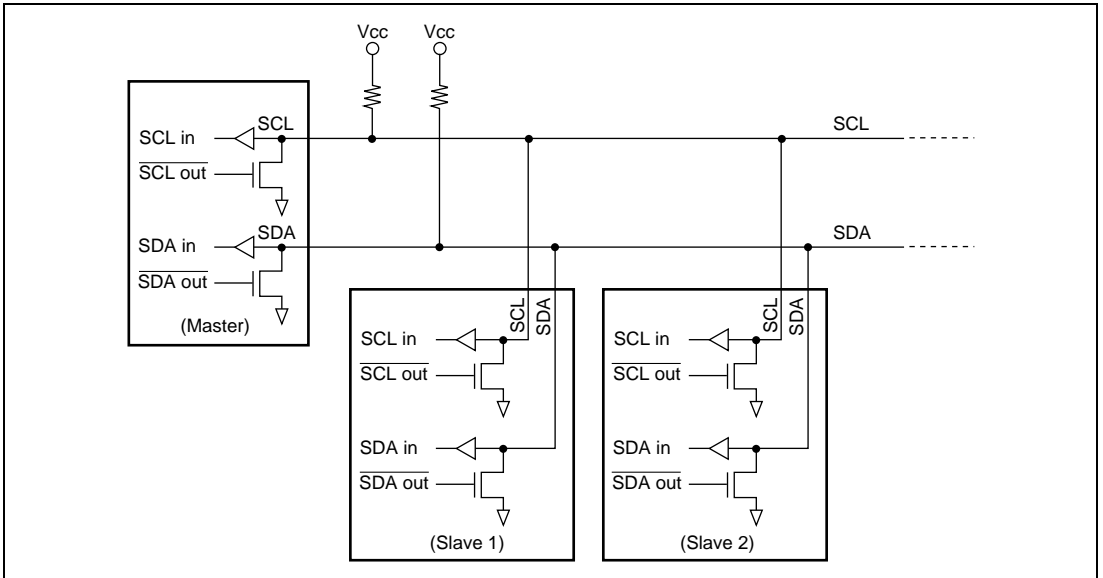 Vcc Vcc
SCL in SCL SCL
SCL out
SDA in SDA SDA
SDA out
(Master)
SCL SDA SCL SDA
SCL in SCL in
SCL out SCL out
SDA in SDA in
SDA out SDA out
(Slave 1) (Slave 2)